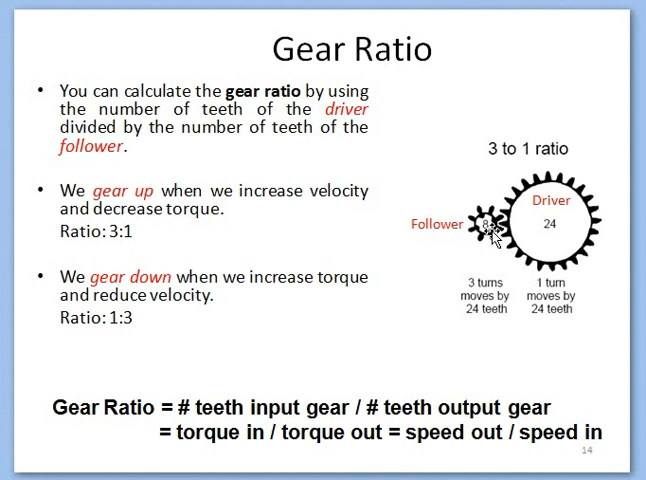 Gear Ratio
• You can calculate the gear ratio by using
the number of teeth of the driver
divided by the number of teeth of the
follower.
• We gear up when we increase velocity
and decrease torque.
Ratio: 3:1
• We gear down when we increase torque
and reduce velocity.
Ratio: 1:3
3 to 1 ratio
Driver
Follower
8
24
3 turns
moves by
24 teeth
1 turn
moves by
24 teeth
Gear Ratio = # teeth input gear / # teeth output gear
= torque in / torque out = speed out / speed in
14